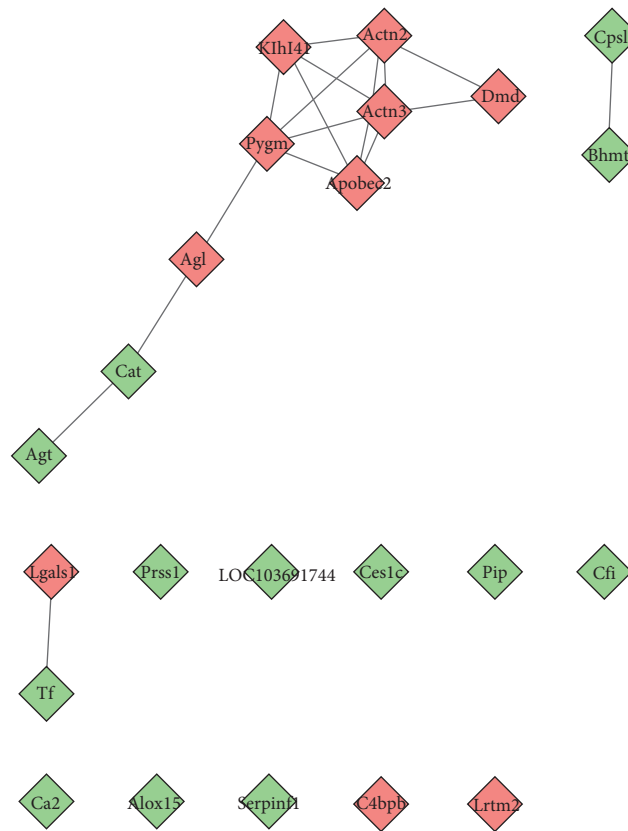 Actn2
Cpsl
KIhI41
Dmd
Actn3
Pygm
Bhmt
Apobec2
Agl
Cat
Agt
Lgals1
Prss1
LOC103691744
Ces1c
Pip
Cfi
Tf
Ca2
Alox15
Serpinf1
C4bpb
Lrtm2